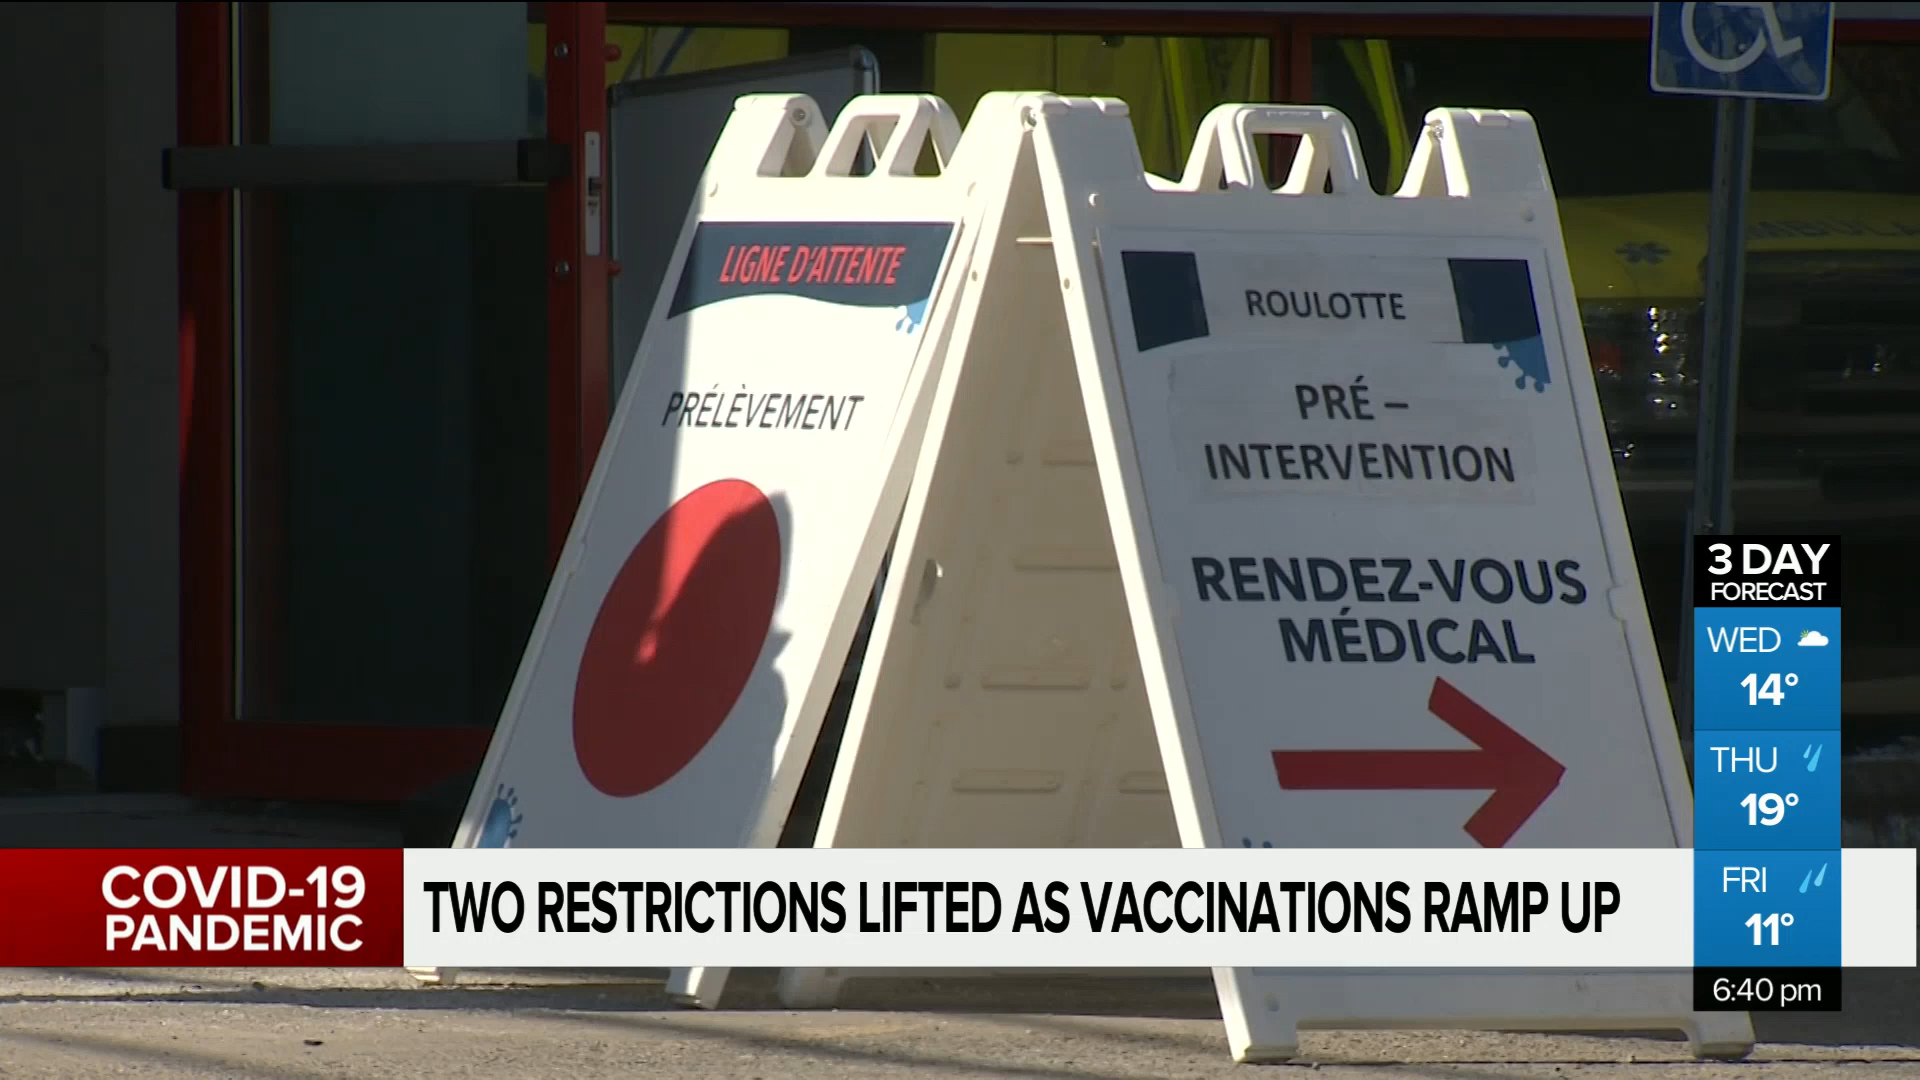 LIGNE D'ATTENTE
PRÉLÈVEMENT
ROULOTTE
PRÉ –
INTERVENTION
RENDEZ-VOUS
MÉDICAL
AMBULA
3 DAY
FORECAST
WED
14°
THU
19°
FRI
11°
6:40 pm
COVID-19
PANDEMIC
TWO RESTRICTIONS LIFTED AS VACCINATIONS RAMP UP